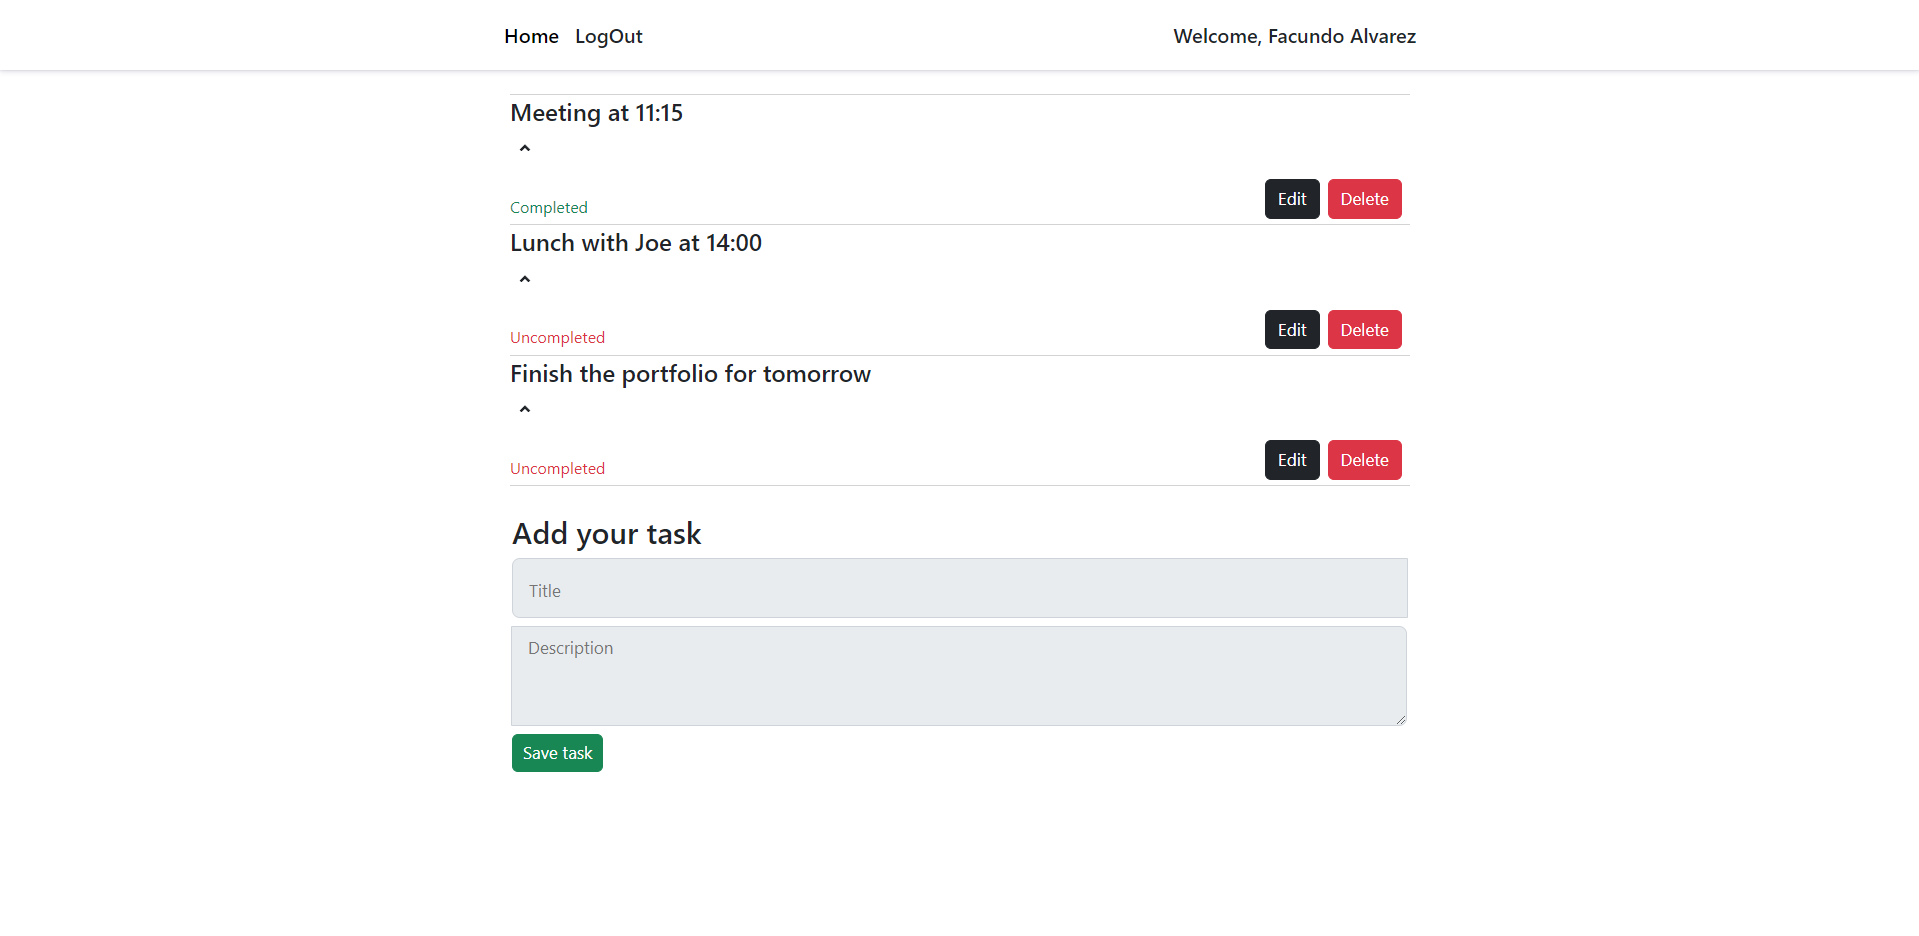 Home LogOut Welcome, Facundo Alvarez
Meeting at 11:15
Completed Edit Delete
Lunch with Joe at 14:00
Uncompleted Edit Delete
Finish the portfolio for tomorrow
Uncompleted Edit Delete
Add your task
Title
Description
Save task